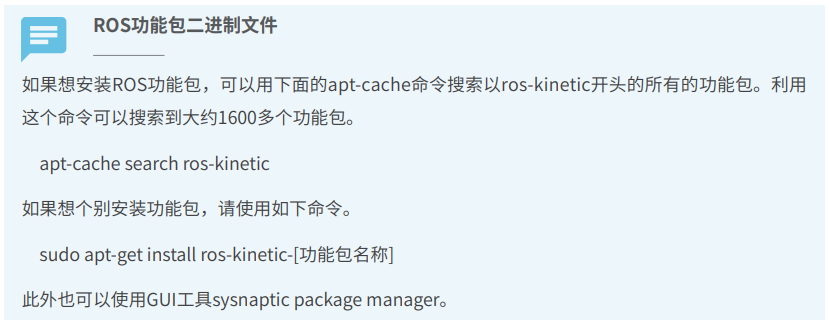 ROS功能包二进制文件
如果想安装ROS功能包，可以用下面的apt-cache命令搜索以ros-kinetic开头的所有的功能包。利用
这个命令可以搜索到大约1600多个功能包。
apt-cache search ros-kinetic
如果想个别安装功能包，请使用如下命令。
sudo apt-get install ros-kinetic-[功能包名称]
此外也可以使用GUI工具sysnaptic package manager。